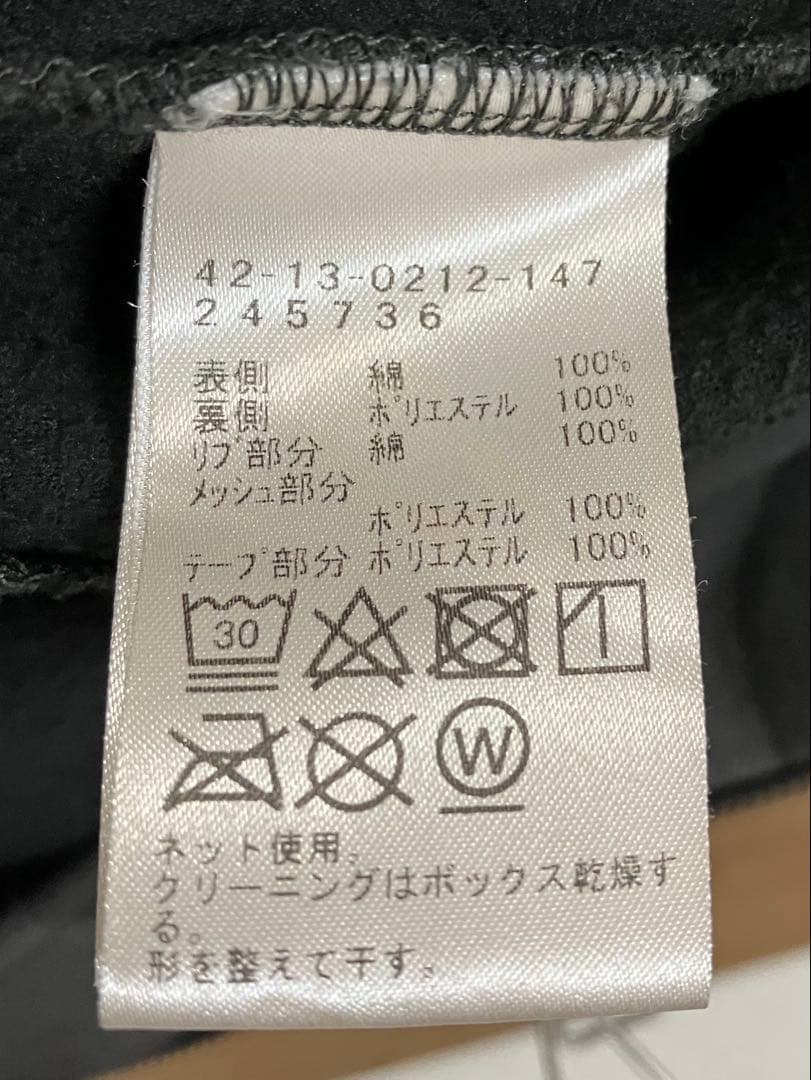 42-13-0212-147
245736
表側 綿 100%
裏側 ポリエステル 100%
リブ部分 綿 100%
メッシュ部分
ポリエステル 100%
テープ部分 ポリエステル 100%
30
W
ネット使用。
クリーニングはボックス乾燥す
る。
形を整えて干す。